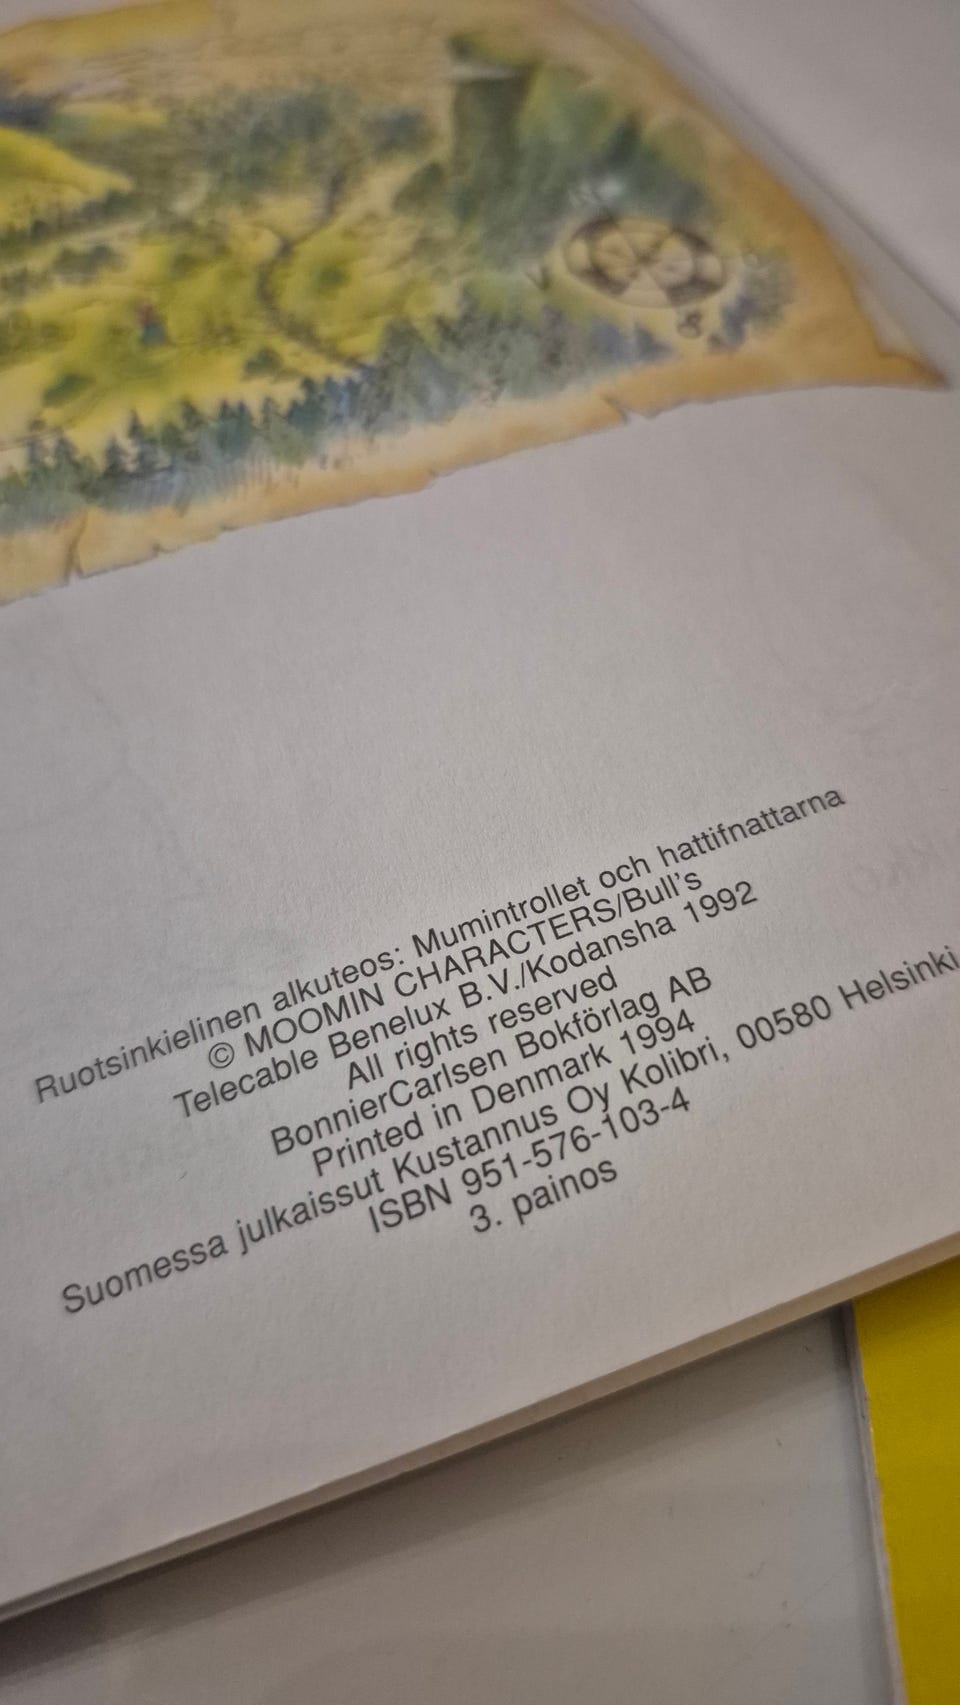 Ruotsinkielinen alkuteos: Mumintrollet och hattifnattarna
© MOOMIN CHARACTERS/Bull's
Telecable Benelux B.V./Kodansha 1992
All rights reserved
BonnierCarlsen Bokförlag AB
Printed in Denmark 1994
Suomessa julkaissut Kustannus Oy Kolibri, 00580 Helsinki
ISBN 951-576-103-4
3. painos